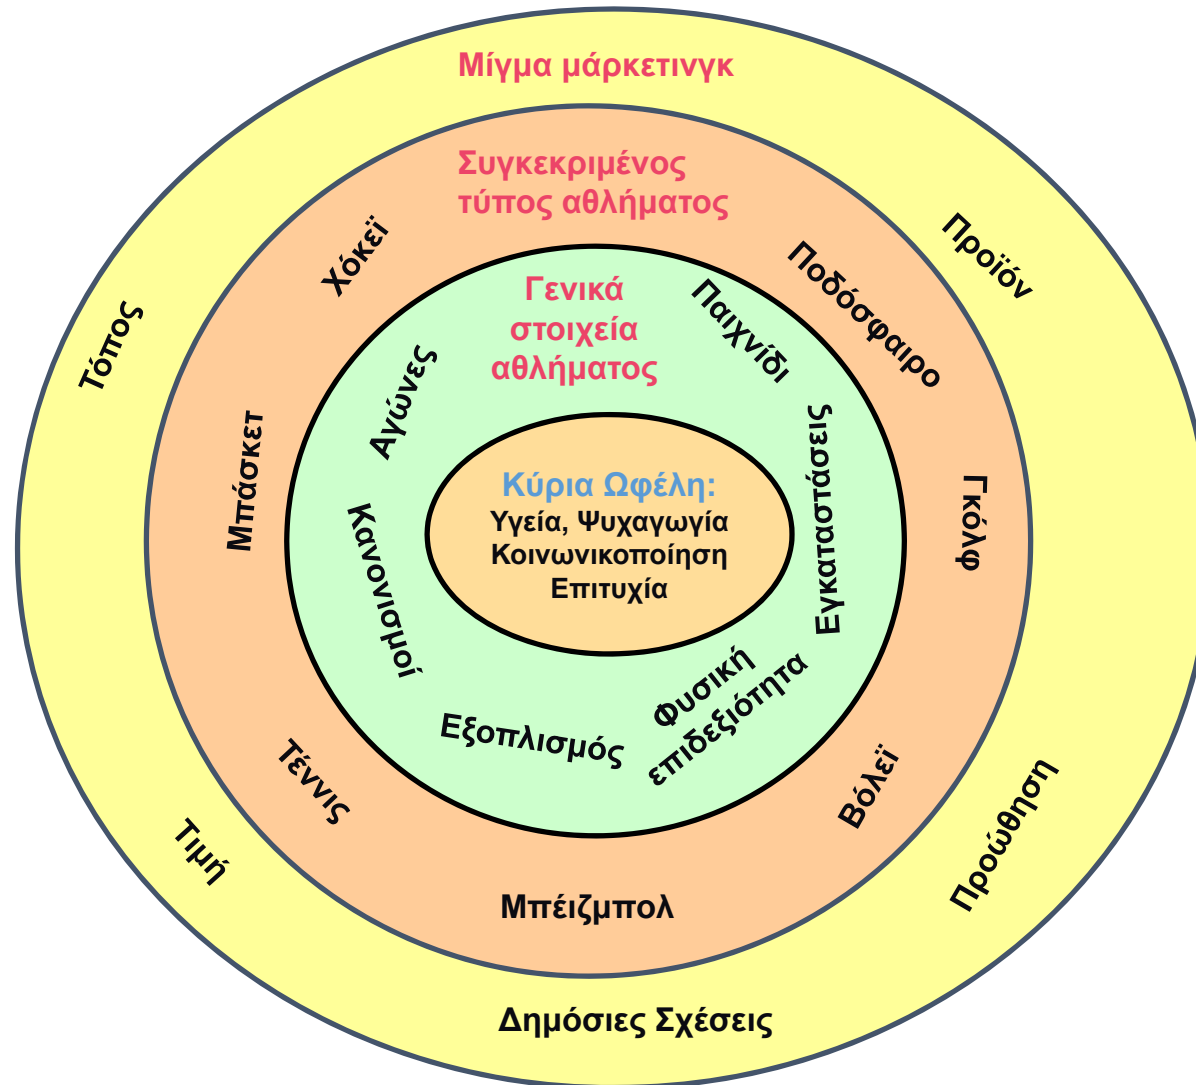 Μίγμα μάρκετινγκ
Προϊόν
Προώθηση
Δημόσιες Σχέσεις
Τιμή
Τόπος
Συγκεκριμένος
τύπος αθλήματος
Ποδόσφαιρο
Γκόλφ
Βόλεϊ
Μπέιζμπολ
Τέννις
Μπάσκετ
Χόκεϊ
Γενικά
στοιχεία
αθλήματος
Παιχνίδι
Εγκαταστάσεις
Φυσική
επιδεξιότητα
Εξοπλισμός
Κανονισμοί
Αγώνες
Κύρια Ωφέλη:
Υγεία, Ψυχαγωγία
Κοινωνικοποίηση
Επιτυχία